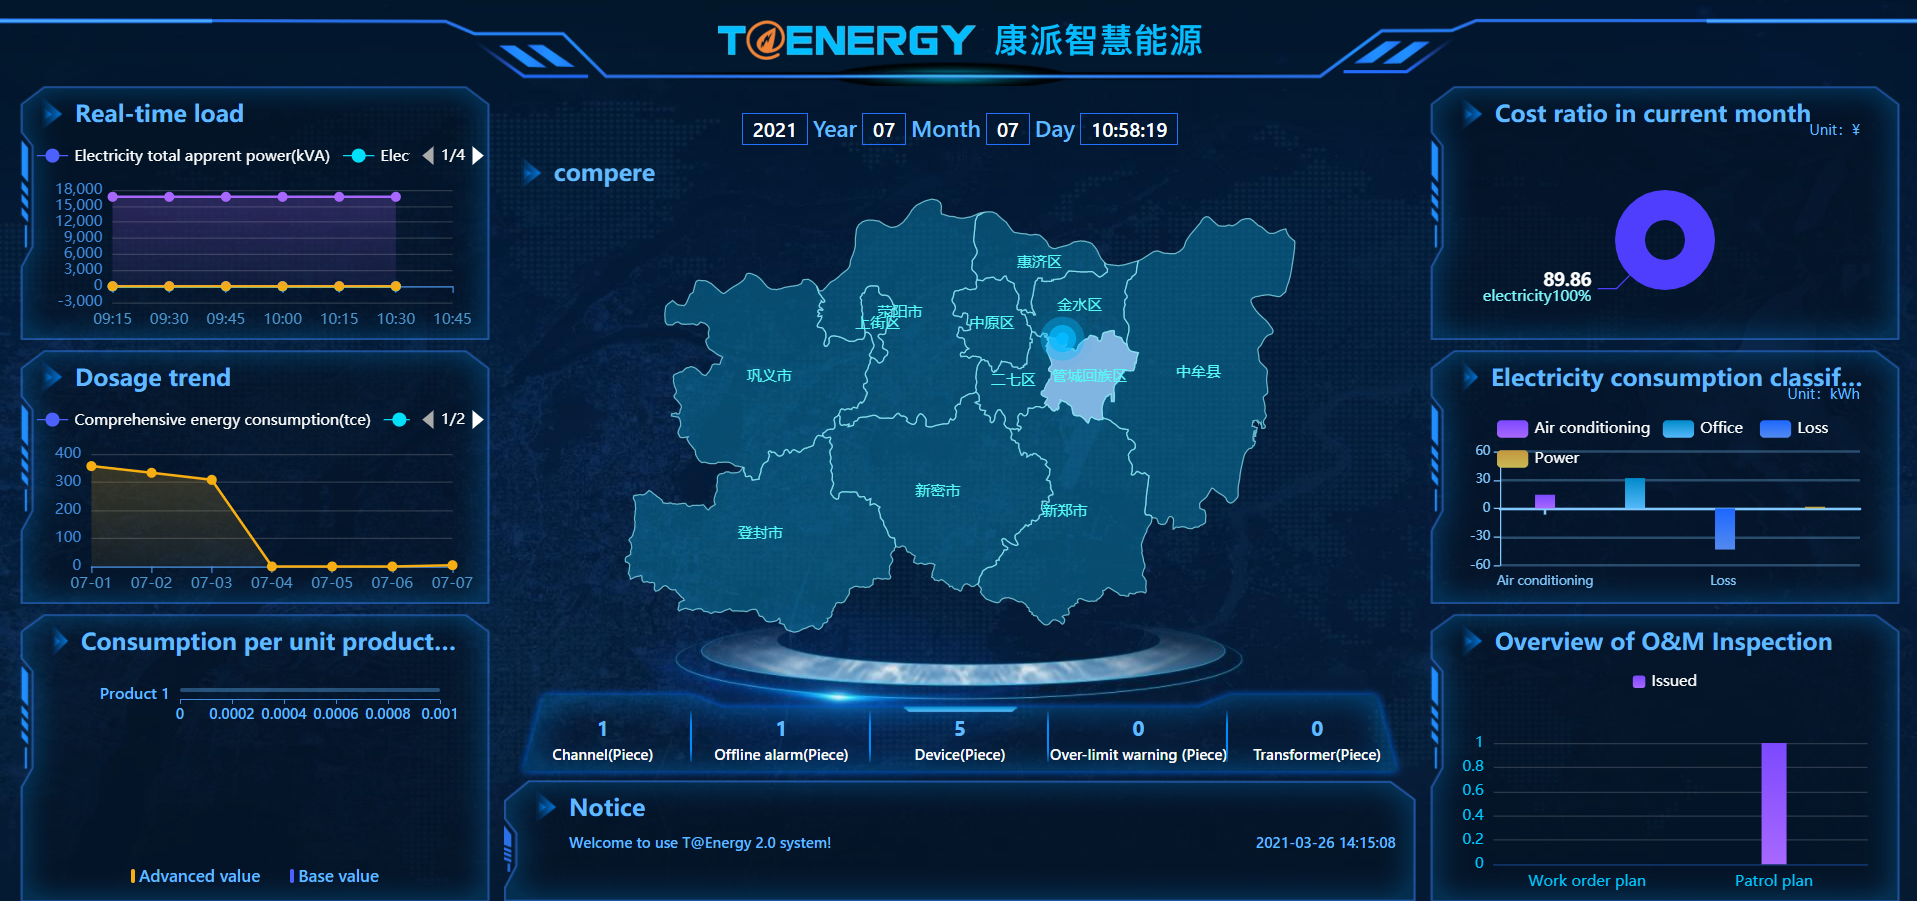 T@ENERGY 康派智慧能源
2021 Year 07 Month 07 Day 10:58:19
Real-time load
Electricity total apprent power(kVA) Elec 1/4
18,000
15,000
12,000
9,000
6,000
3,000
0
-3,000
09:15 09:30 09:45 10:00 10:15 10:30 10:45
Dosage trend
Comprehensive energy consumption(tce) 1/2
400
300
200
100
0
07-01 07-02 07-03 07-04 07-05 07-06 07-07
Consumption per unit product...
Product 1
0 0.0002 0.0004 0.0006 0.0008 0.001
Advanced value Base value
compere
惠济区
金水区
荥阳市
上街区
中原区
巩义市
二七区
管城回族区
中牟县
新密市
新郑市
登封市
1 1 5 0 0
Channel(Piece) Offline alarm(Piece) Device(Piece) Over-limit warning (Piece) Transformer(Piece)
Notice
Welcome to use T@Energy 2.0 system! 2021-03-26 14:15:08
Cost ratio in current month
Unit: ¥
89.86
electricity100%
Electricity consumption classif...
Unit: kWh
Air conditioning Office Loss
Power
60
30
0
-30
-60
Air conditioning Loss
Overview of O&M Inspection
Issued
1
0.8
0.6
0.4
0.2
0
Work order plan Patrol plan